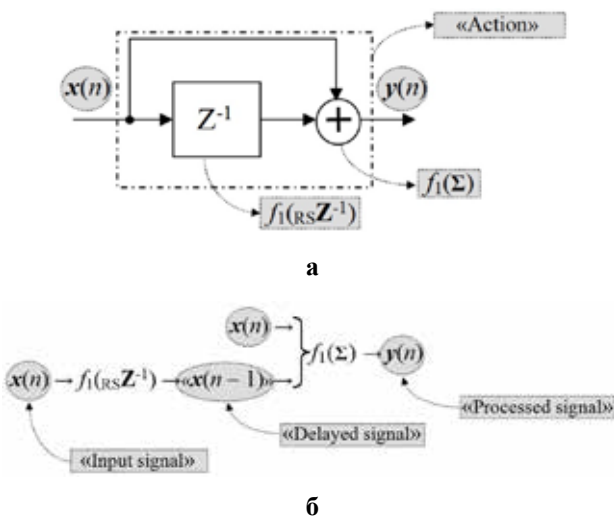 «Action»
x(n)
y(n)
Z⁻¹
+
f₁(Σ)
f₁(RSZ⁻¹)
а
x(n)
x(n) f₁(RSZ⁻¹) «x(n – 1)» f₁(Σ) y(n)
«Processed signal»
«Delayed signal»
«Input signal»
б